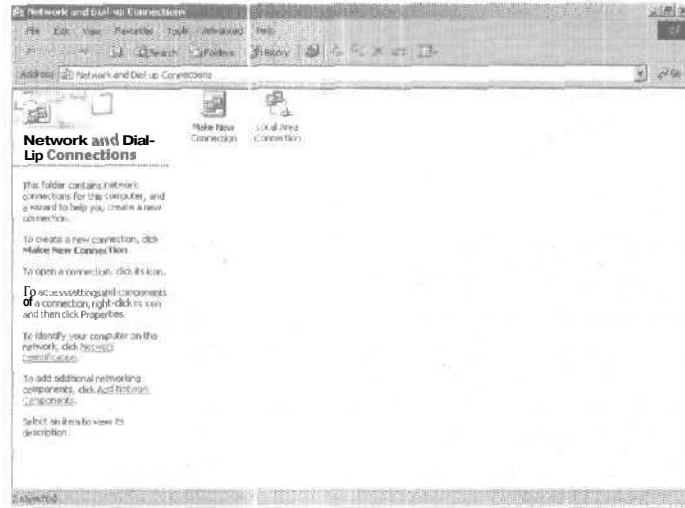 Network and Dial-up Connections
File Edit View Favorites Tools Advanced Help
Search Folders History
Address Network and Dial-up Connections
Network and Dial-
Lip Connections
Make New
Connection
Local Area
Connection
This folder contains network
connections for this computer, and
a wizard to help you create a new
connection.
To create a new connection, click
Make New Connection.
To open a connection, click its icon.
To access settings and components
of a connection, right-click its icon
and then click Properties.
To identify your computer on the
network, click Network
Identification.
To add additional networking
components, click Add Network
Components.
Select an item to view its
description.
2 object(s)